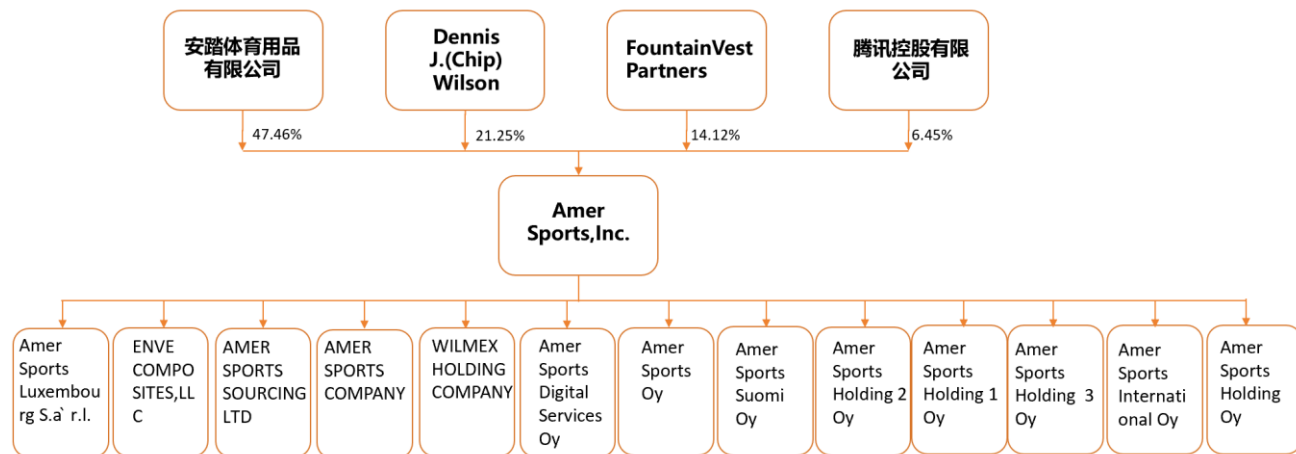 安踏体育用品
有限公司
Dennis
J.(Chip)
Wilson
FountainVest
Partners
腾讯控股有限
公司
47.46%
21.25%
14.12%
6.45%
Amer
Sports,Inc.
Amer
Sports
Luxembou
rg S.a` r.l.
ENVE
COMPO
SITES,LL
C
AMER
SPORTS
SOURCING
LTD
AMER
SPORTS
COMPANY
WILMEX
HOLDING
COMPANY
Amer
Sports
Digital
Services
Oy
Amer
Sports
Oy
Amer
Sports
Suomi
Oy
Amer
Sports
Holding 2
Oy
Amer
Sports
Holding 1
Oy
Amer
Sports
Holding 3
Oy
Amer
Sports
Internati
onal Oy
Amer
Sports
Holding
Oy